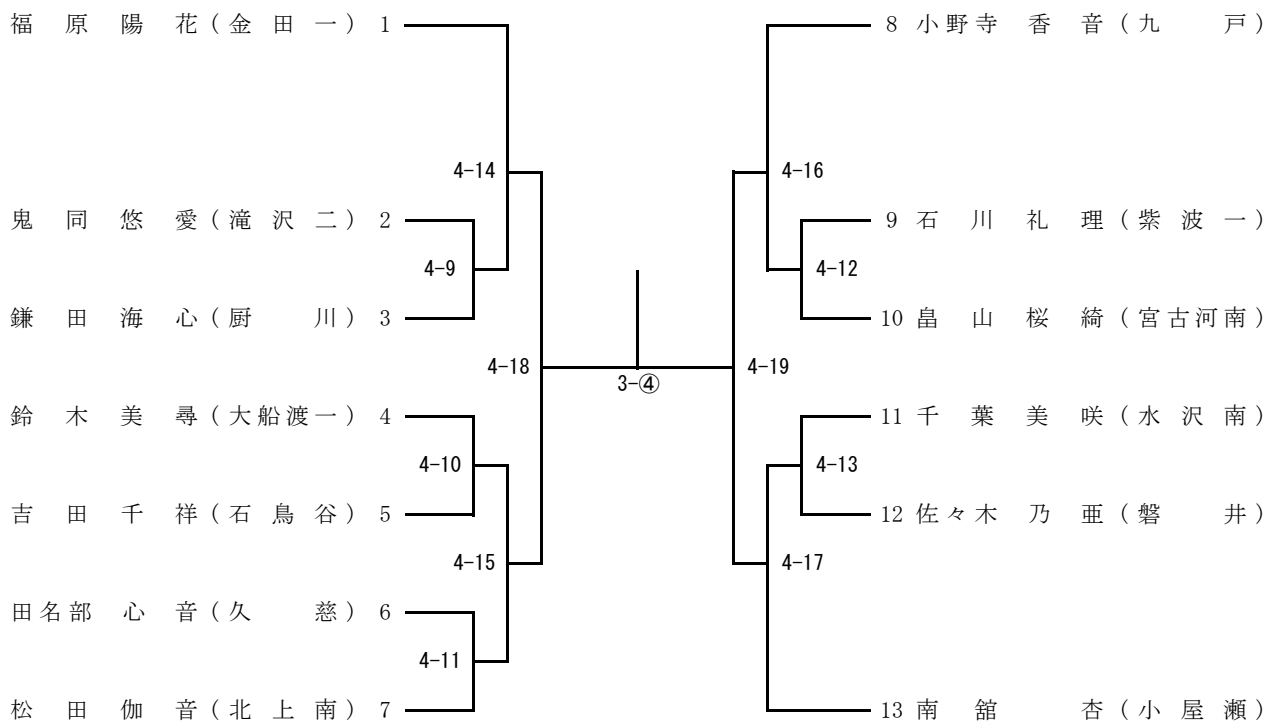 福原陽花(金田一) 1
4-14
鬼同悠愛(滝沢二) 2
4-9
鎌田海心(厨川) 3
4-18
鈴木美尋(大船渡一) 4
4-10
吉田千祥(石鳥谷) 5
4-15
田名部心音(久慈) 6
4-11
松田伽音(北上南) 7
3-④
8 小野寺香音(九戸)
4-16
9 石川礼理(紫波一)
4-12
10 畠山桜綺(宮古河南)
4-19
11 千葉美咲(水沢南)
4-13
12 佐々木乃亜(磐井)
4-17
13 南舘杏(小屋瀬)